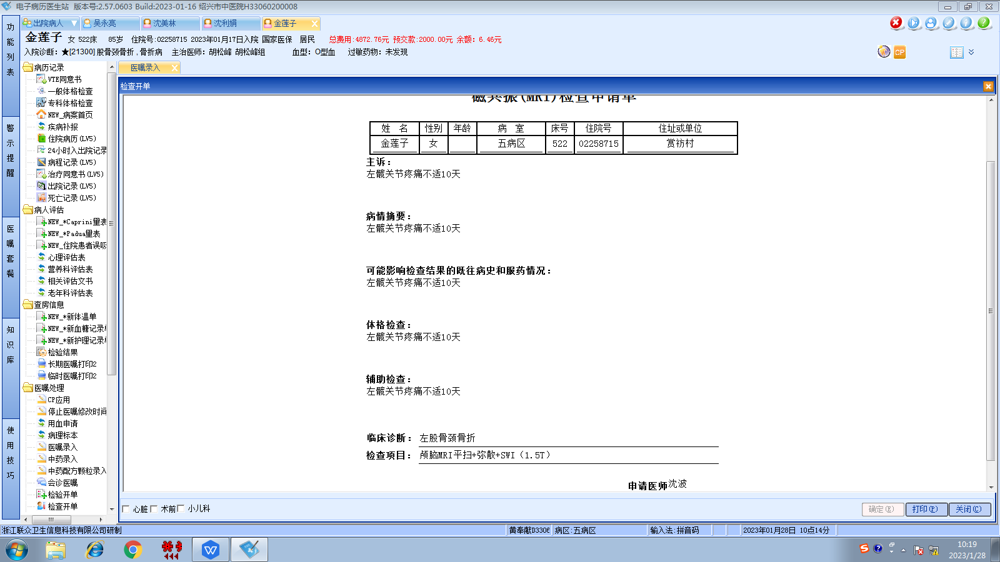 电子病历医生站 版本号:2.57.0603 Build:2023-01-16 绍兴市中医院H33060200008
出院病人 吴永亮 沈美林 沈利娟 金莲子
金莲子 女 522床 85岁 住院号:02258715 2023年01月17日入院 国家医保 居民 总费用:4872.76元 预交款:2000.00元 余额: 6.46元
入院诊断: ★[21300]股骨颈骨折,骨折病 主治医师: 胡松峰 胡松峰组 血型: O型血 过敏药物: 未发现
CP
功能列表
警示提醒
医嘱套餐
知识库
使用技巧
病历记录
VTE同意书
一般体格检查
专科体格检查
NEW_病案首页
疾病补报
住院病历(LV5)
24小时入出院记录
病程记录(LV5)
治疗同意书(LV5)
出院记录(LV5)
死亡记录(LV5)
病人评估
NEW_*Caprini量表
NEW_*Padua量表
NEW_住院患者误吸
心理评估表
营养科评估表
相关评估文书
老年科评估表
查房信息
NEW_*新体温单
NEW_*新血糖记录单
NEW_*新护理记录单
检验结果
长期医嘱打印2
临时医嘱打印2
医嘱处理
CP应用
停止医嘱修改时间
用血申请
病理标本
医嘱录入
中药录入
中药配方颗粒录入
会诊医嘱
检验开单
检查开单
医嘱录入
检查开单
磁共振(MRI)检查申请单
姓 名 性别 年龄 病 室 床号 住院号 住址或单位
金莲子 女 五病区 522 02258715 赏祊村
主诉:
左髋关节疼痛不适10天
病情摘要:
左髋关节疼痛不适10天
可能影响检查结果的既往病史和服药情况:
左髋关节疼痛不适10天
体格检查:
左髋关节疼痛不适10天
辅助检查:
左髋关节疼痛不适10天
临床诊断: 左股骨颈骨折
检查项目: 颅脑MRI平扫+弥散+SWI（1.5T）
申请医师 沈波
心脏 术前 小儿科
确定(E) 打印(P) 关闭(C)
浙江联众卫生信息科技有限公司研制 黄奉献D3306 病区:五病区 输入法:拼音码 2023年01月28日 10点14分
10:19
2023/1/28